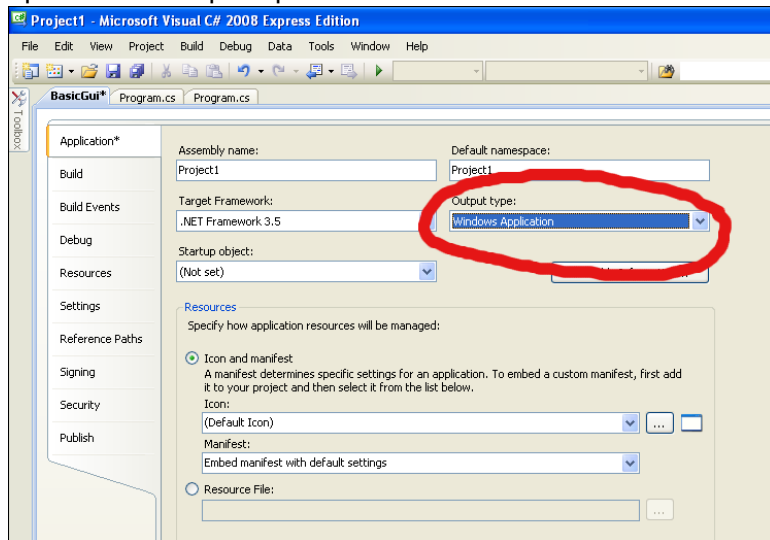 Project1 - Microsoft Visual C# 2008 Express Edition
File Edit View Project Build Debug Data Tools Window Help
BasicGui* Program.cs Program.cs
Toolbox
Application*
Build
Build Events
Debug
Resources
Settings
Reference Paths
Signing
Security
Publish
Assembly name: Default namespace:
Project1 Project1
Target Framework: Output type:
.NET Framework 3.5 Windows Application
Startup object:
(Not set)
Resources
Specify how application resources will be managed:
Icon and manifest
A manifest determines specific settings for an application. To embed a custom manifest, first add
it to your project and then select it from the list below.
Icon:
(Default Icon) ...
Manifest:
Embed manifest with default settings
Resource File:
...